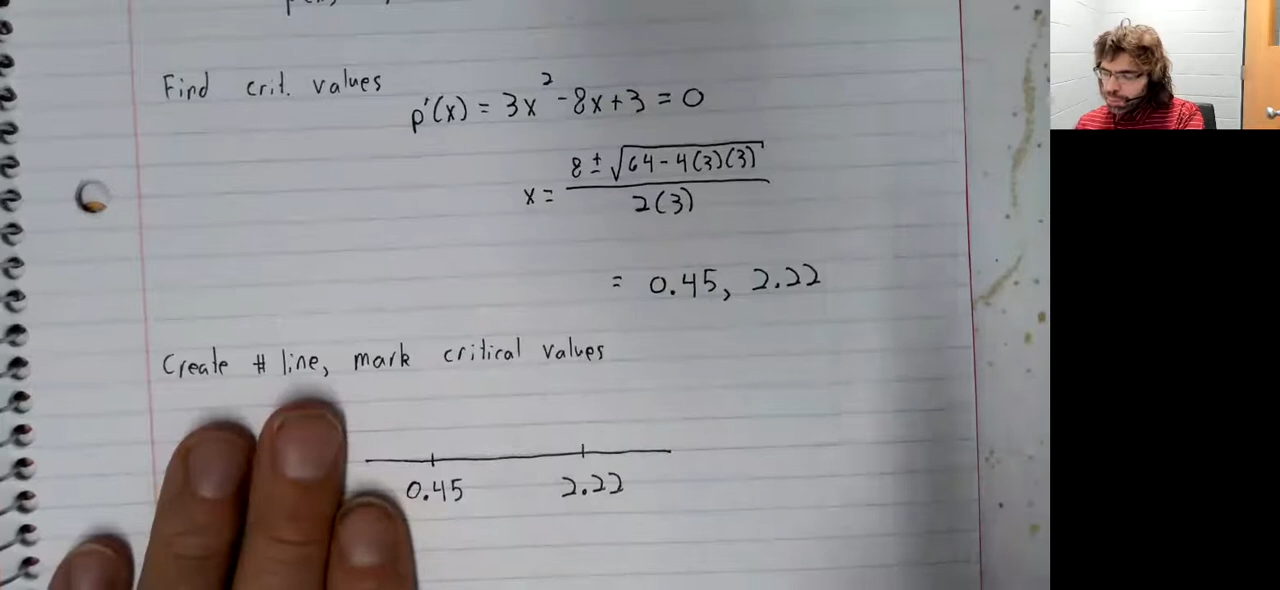 Find crit. values
p'(x) = 3x² - 8x + 3 = 0
x = 8 ± √64 - 4(3)(3) / 2(3)
= 0.45, 2.22
Create # line, mark critical values
0.45 2.22